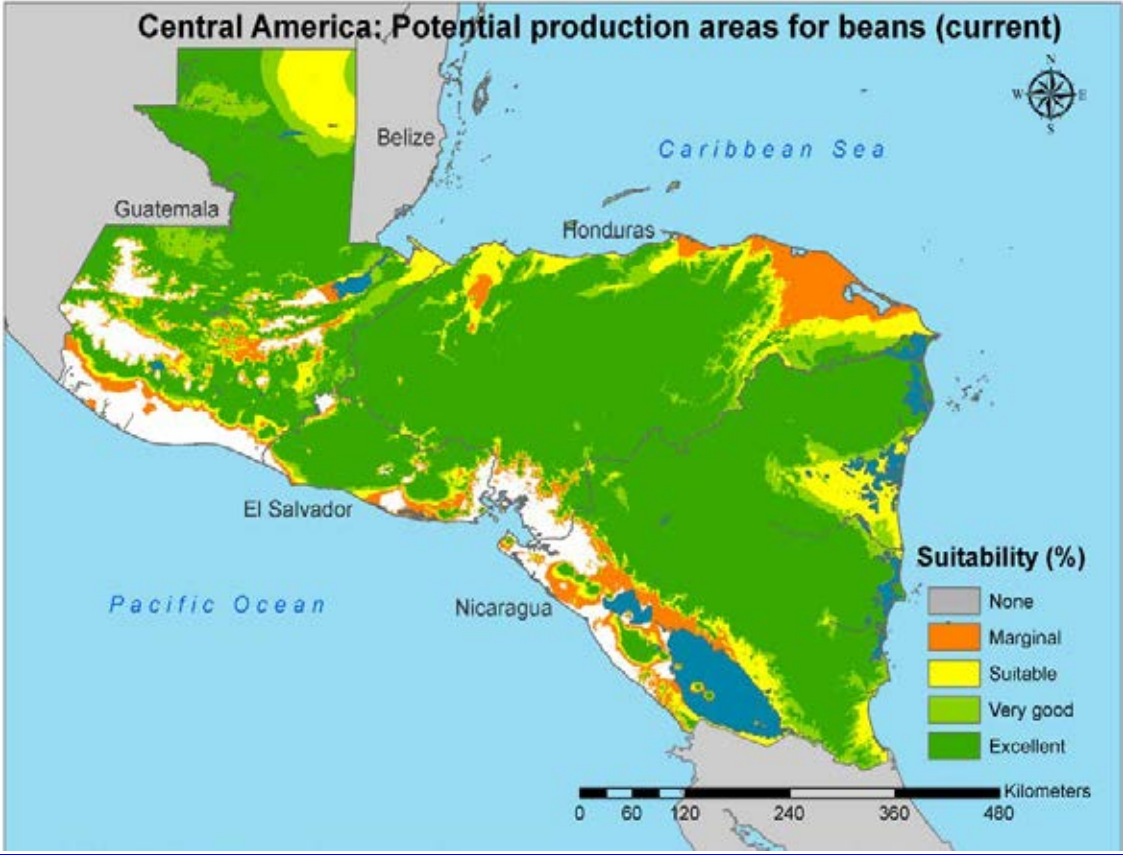 Central America: Potential production areas for beans (current)
N
W E
S
Belize
Caribbean Sea
Guatemala
Honduras
El Salvador
Pacific Ocean
Nicaragua
Suitability (%)
None
Marginal
Suitable
Very good
Excellent
Kilometers
0 60 120 240 360 480